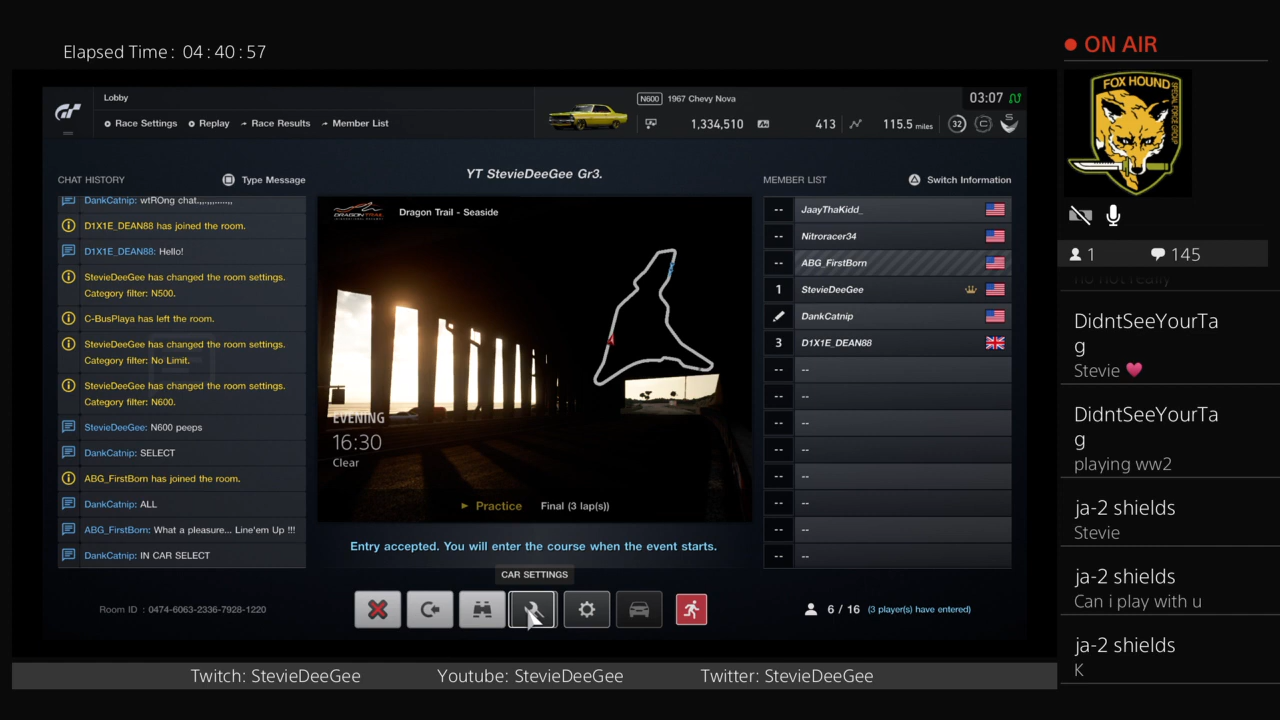 Elapsed Time: 04:40:57
ON AIR
FOX HOUND
SPECIAL FORCE GROUP
Lobby
Race Settings
Replay
Race Results
Member List
N600 1967 Chevy Nova
1,334,510
413
115.5 miles
03:07
32
C
S
CHAT HISTORY
Type Message
DankCatnip: wtROng chat,,,,,.........
D1X1E_DEAN88 has joined the room.
D1X1E_DEAN88: Hello!
StevieDeeGee has changed the room settings.
Category filter: N500.
C-BusPlaya has left the room.
StevieDeeGee has changed the room settings.
Category filter: No Limit.
StevieDeeGee has changed the room settings.
Category filter: N600.
StevieDeeGee: N600 peeps
DankCatnip: SELECT
ABG_FirstBorn has joined the room.
DankCatnip: ALL
ABG_FirstBorn: What a pleasure... Line'em Up !!!
DankCatnip: IN CAR SELECT
Room ID : 0474-6063-2336-7928-1220
YT StevieDeeGee Gr3.
DRAGON TRAIL
Dragon Trail - Seaside
EVENING
16:30
Clear
Practice
Final (3 lap(s))
Entry accepted. You will enter the course when the event starts.
CAR SETTINGS
MEMBER LIST
Switch Information
-- JaayThaKidd_
-- Nitroracer34
-- ABG_FirstBorn
1 StevieDeeGee
DankCatnip
3 D1X1E_DEAN88
-- --
-- --
-- --
-- --
-- --
-- --
-- --
-- --
6 / 16 (3 player(s) have entered)
1
145
no not really
DidntSeeYourTa
g
Stevie
DidntSeeYourTa
g
playing ww2
ja-2 shields
Stevie
ja-2 shields
Can i play with u
ja-2 shields
K
Twitch: StevieDeeGee
Youtube: StevieDeeGee
Twitter: StevieDeeGee